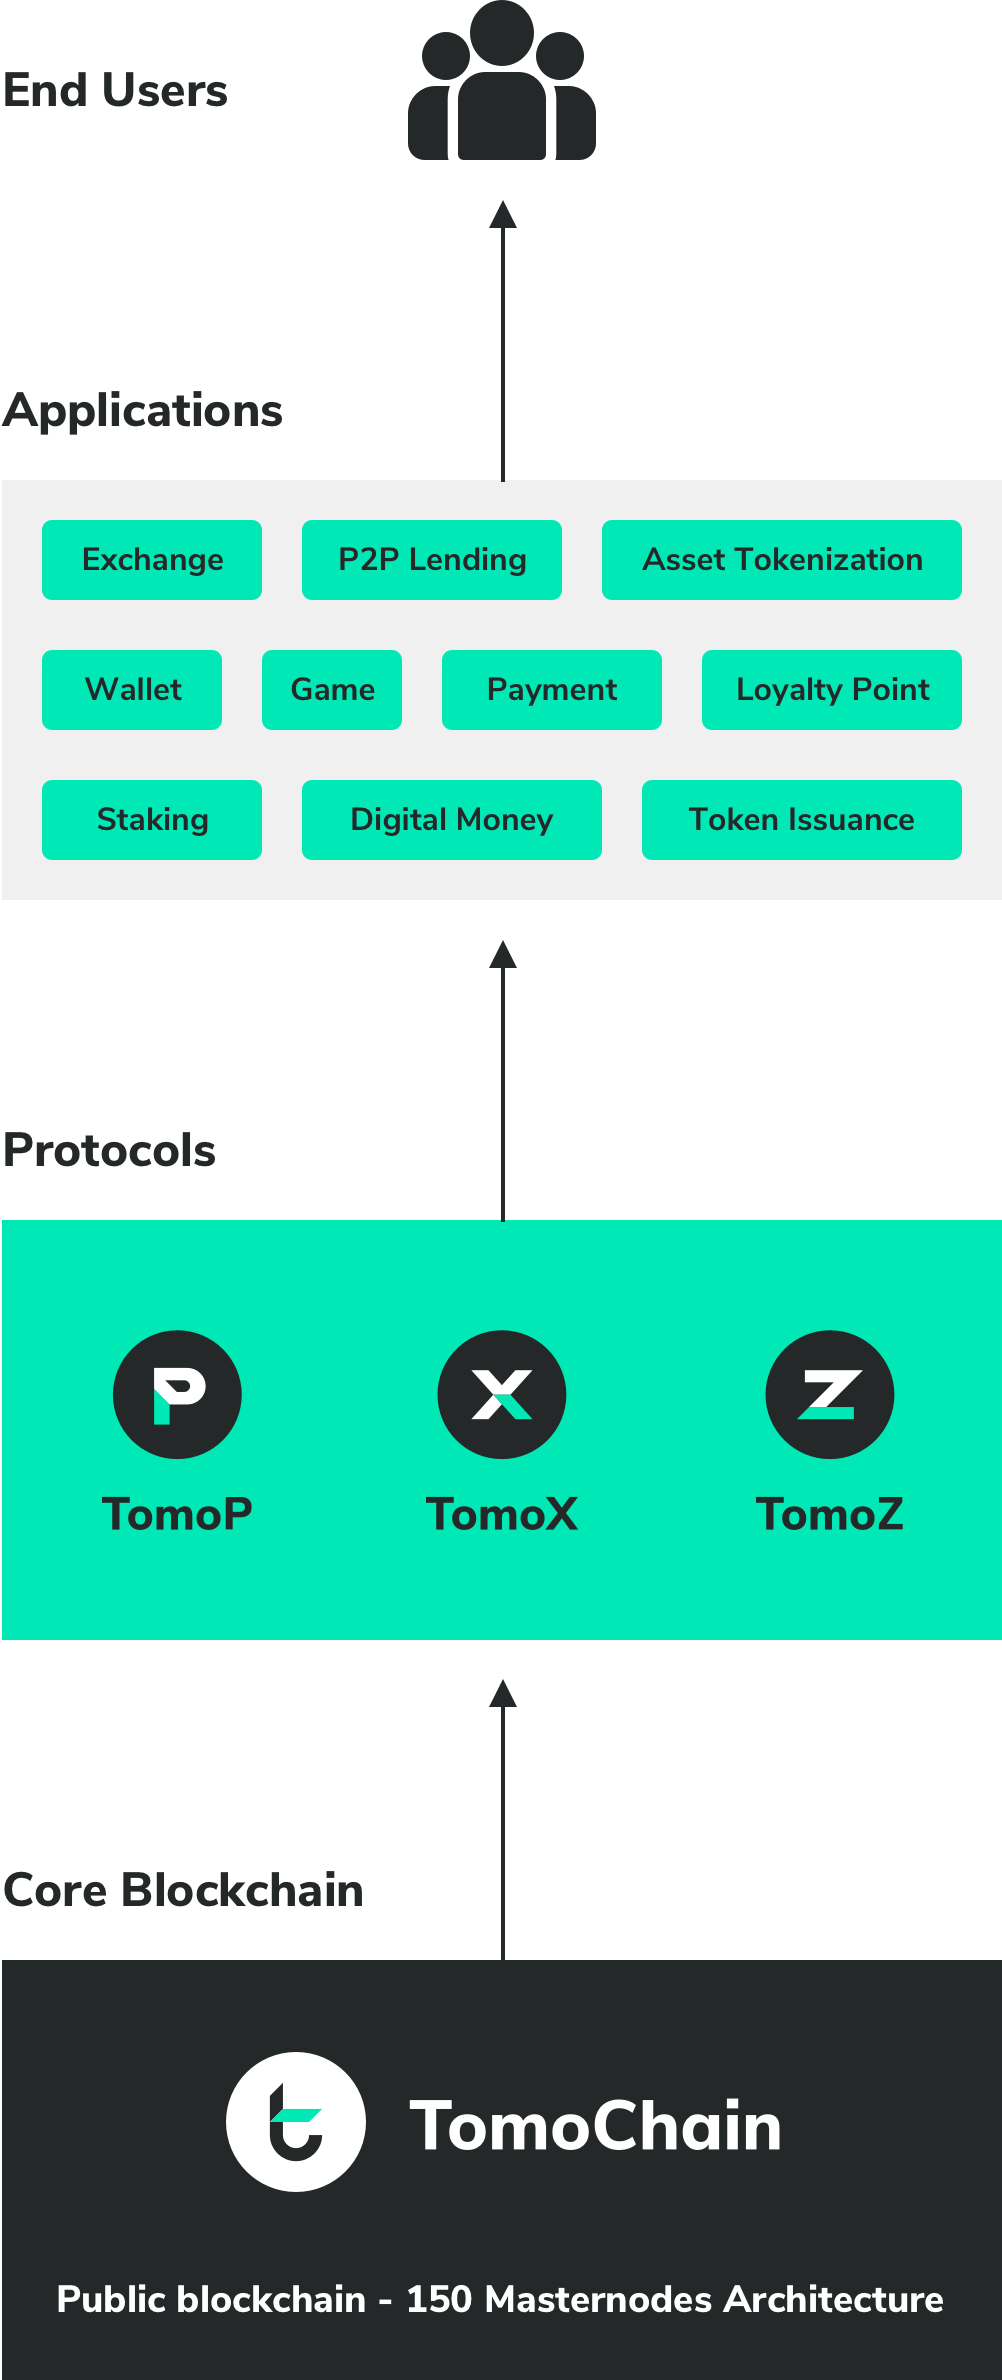 End Users
Applications
Exchange
P2P Lending
Asset Tokenization
Wallet
Game
Payment
Loyalty Point
Staking
Digital Money
Token Issuance
Protocols
P
X
Z
TomoP
TomoX
TomoZ
Core Blockchain
t
TomoChain
Public blockchain - 150 Masternodes Architecture